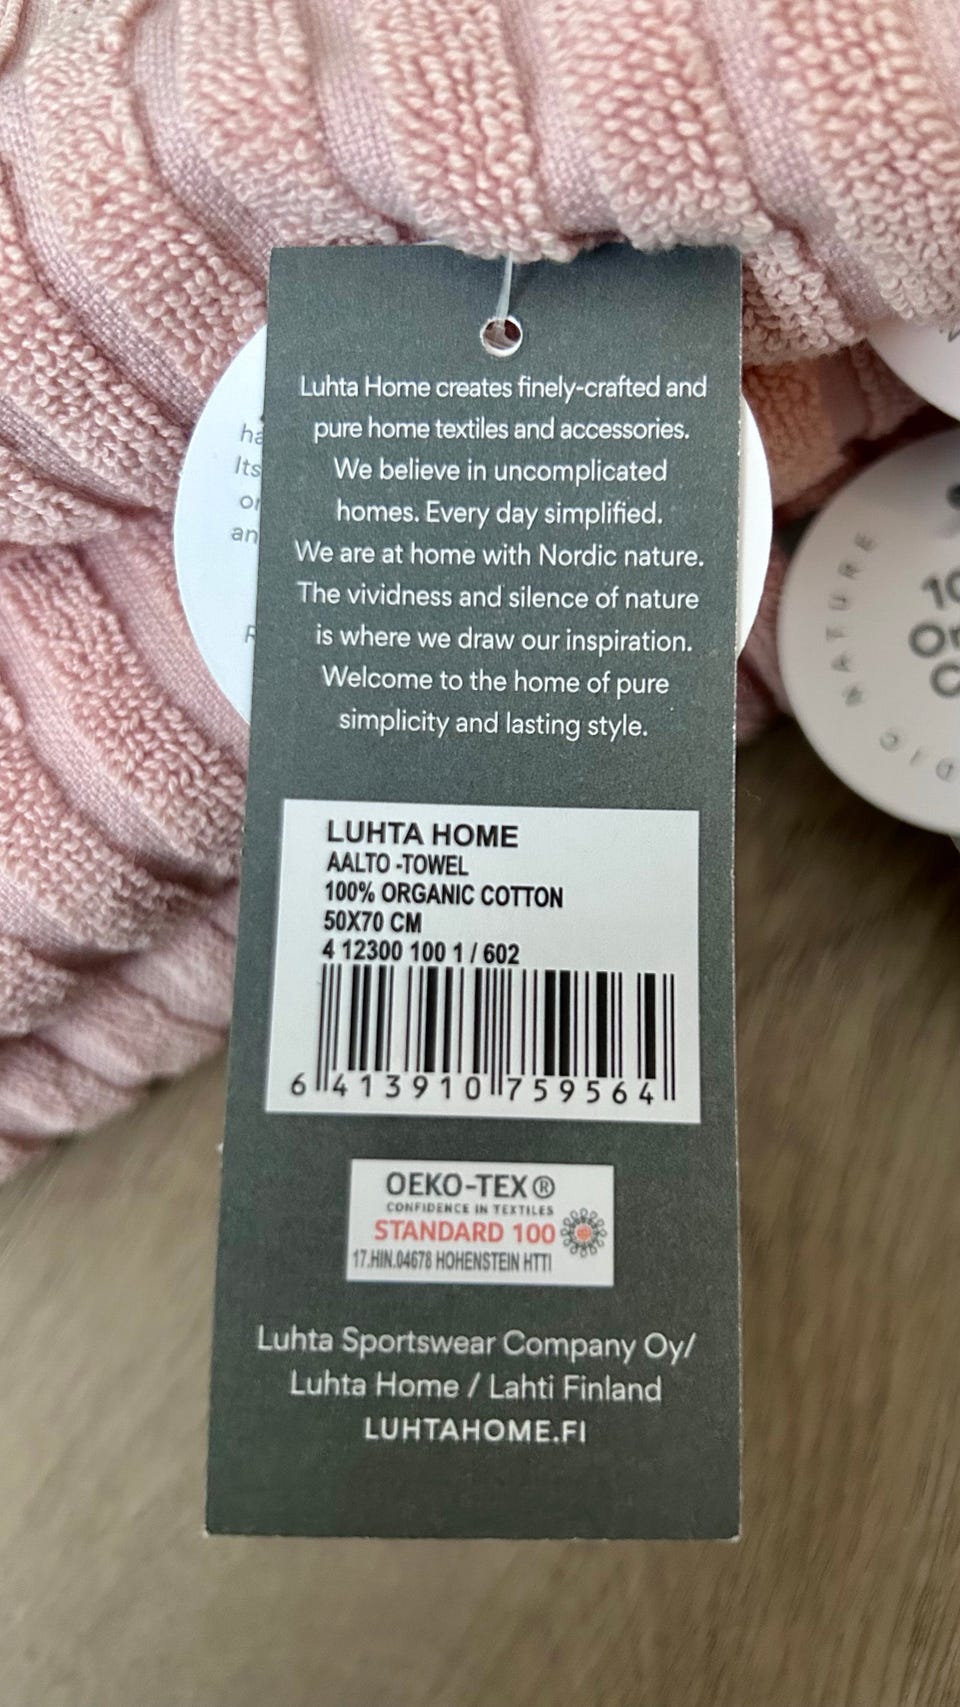 Luhta Home creates finely-crafted and
pure home textiles and accessories.
We believe in uncomplicated
homes. Every day simplified.
We are at home with Nordic nature.
The vividness and silence of nature
is where we draw our inspiration.
Welcome to the home of pure
simplicity and lasting style.
LUHTA HOME
AALTO -TOWEL
100% ORGANIC COTTON
50X70 CM
4 12300 100 1 / 602
6 413910 759564
OEKO-TEX®
CONFIDENCE IN TEXTILES
STANDARD 100
17.HIN.04678 HOHENSTEIN HTTI
Luhta Sportswear Company Oy/
Luhta Home / Lahti Finland
LUHTAHOME.FI
Its
NATURE